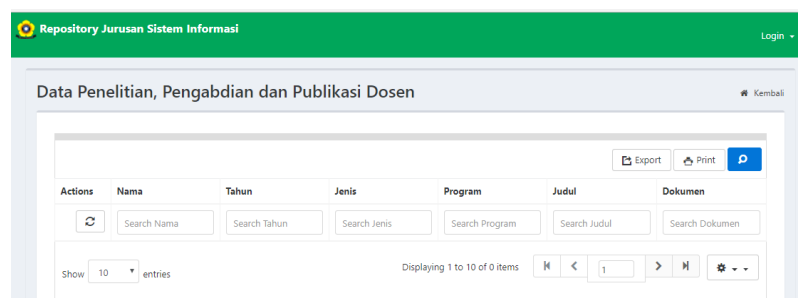 Repository Jurusan Sistem Informasi
Login
Data Penelitian, Pengabdian dan Publikasi Dosen
Kembali
Export Print
Actions Nama Tahun Jenis Program Judul Dokumen
Search Nama Search Tahun Search Jenis Search Program Search Judul Search Dokumen
Show 10 entries Displaying 1 to 10 of 0 items 1